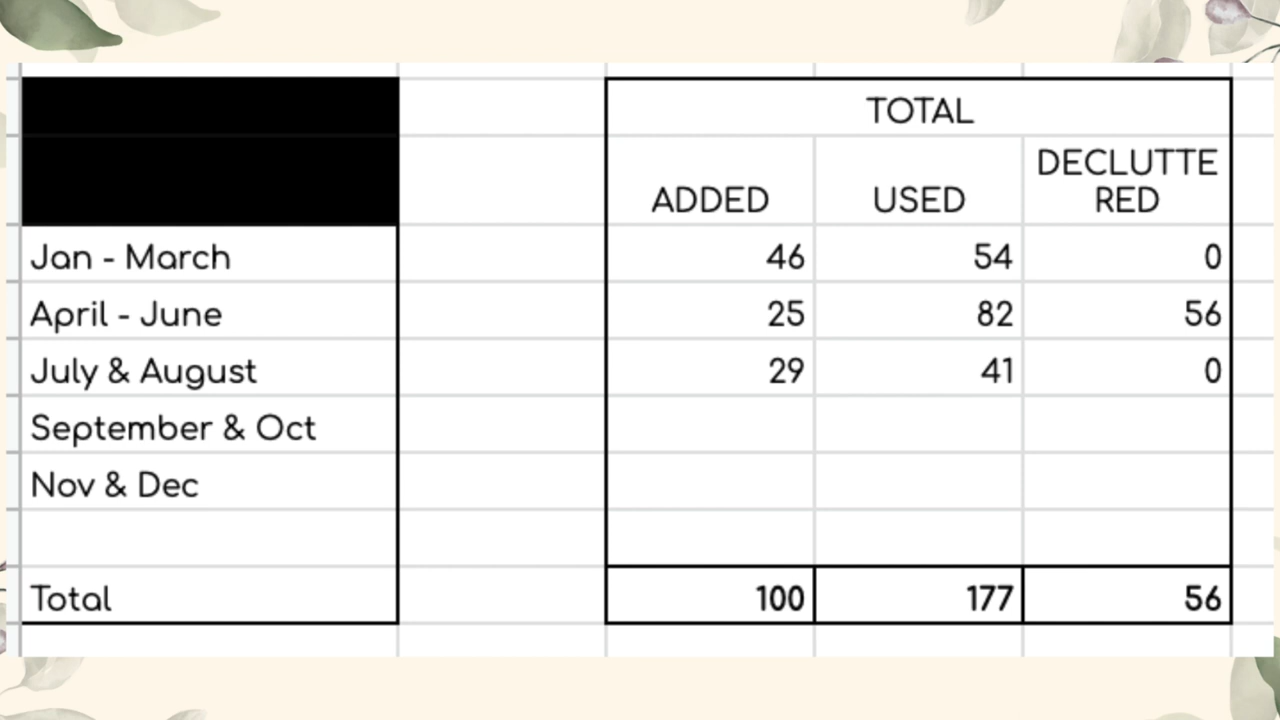 TOTAL
ADDED USED DECLUTTE
RED
Jan - March 46 54 0
April - June 25 82 56
July & August 29 41 0
September & Oct
Nov & Dec
Total 100 177 56